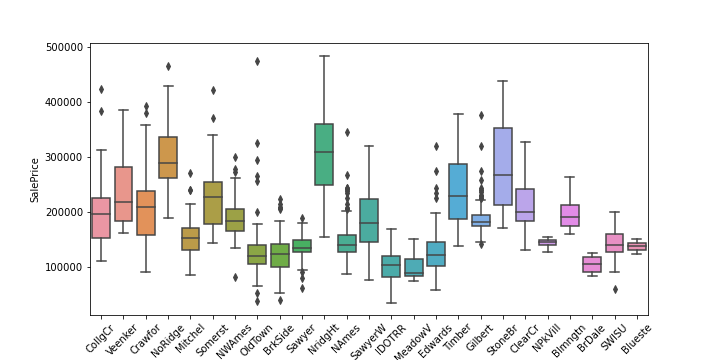 500000
400000
300000
200000
100000
SalePrice
CollgCr
Veenker
Crawfor
NoRidge
Mitchel
Somerst
NWAmes
OldTown
BrkSide
Sawyer
NridgHt
NAmes
SawyerW
IDOTRR
MeadowV
Edwards
Timber
Gilbert
StoneBr
ClearCr
NPkVill
Blmngtn
BrDale
SWISU
Blueste